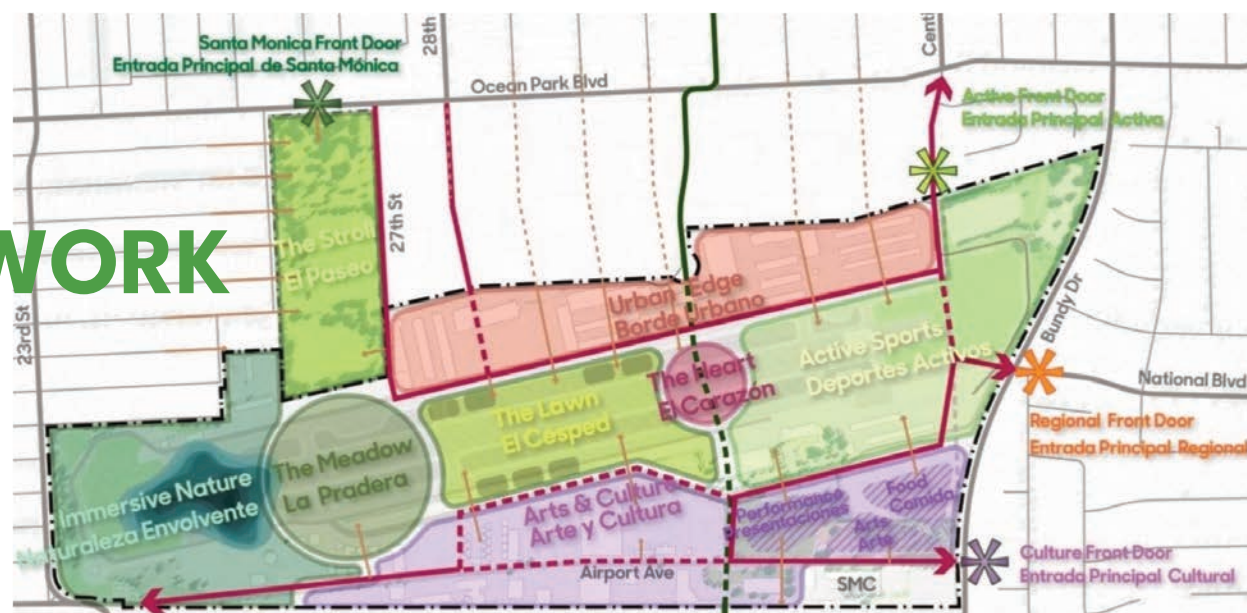 Santa Monica Front Door
Entrada Principal de Santa Mónica
28th
Ocean Park Blvd
Active Front Door
Entrada Principal Activa
The Stroll
El Paseo
27th St
WORK
23rd St
Urban Edge
Borde Urbano
Bundy Dr
Active Sports
Deportes Activos
The Heart
El Corazón
National Blvd
The Lawn
El Césped
Regional Front Door
Entrada Principal Regional
The Meadow
La Pradera
Immersive Nature
Naturaleza Envolvente
Arts & Culture
Arte y Cultura
Performance
Presentaciones
Food
Comida
Arts
Arte
Airport Ave
SMC
Culture Front Door
Entrada Principal Cultural